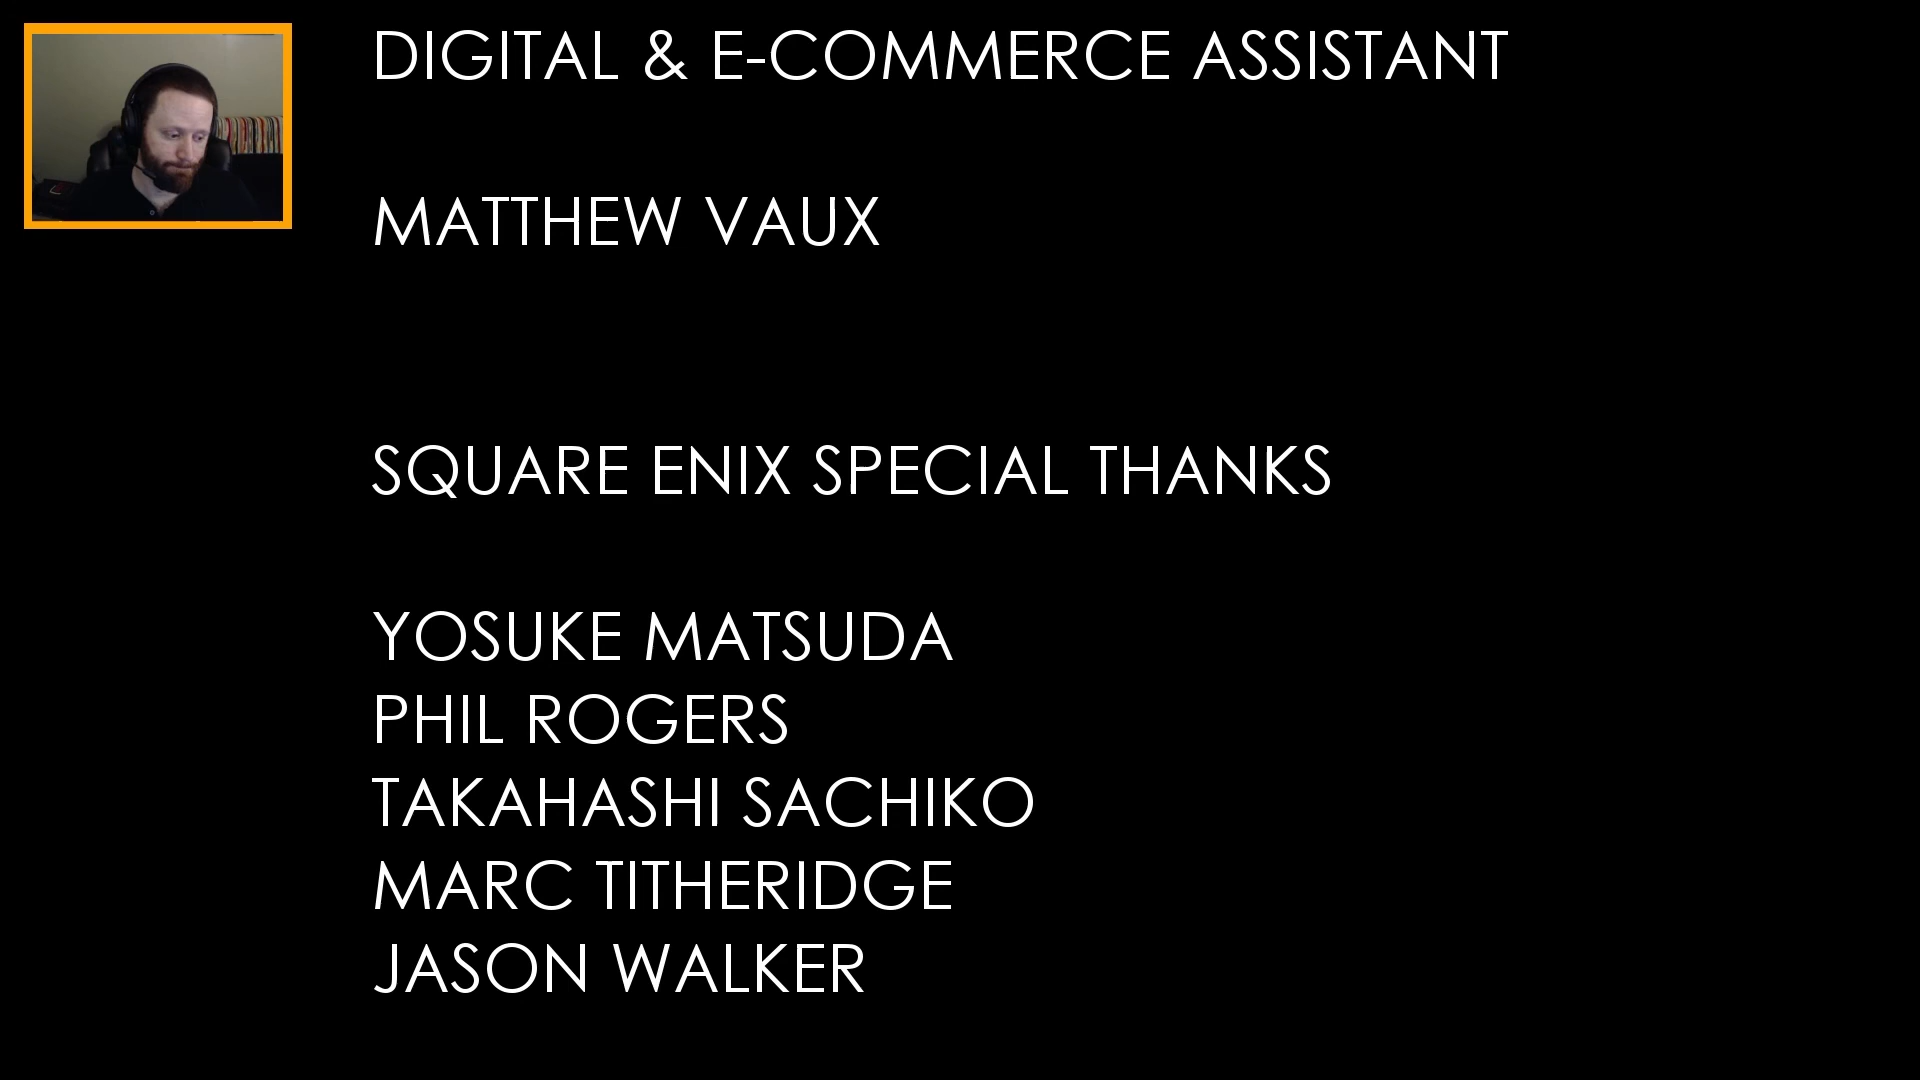 DIGITAL & E-COMMERCE ASSISTANT
MATTHEW VAUX
SQUARE ENIX SPECIAL THANKS
YOSUKE MATSUDA
PHIL ROGERS
TAKAHASHI SACHIKO
MARC TITHERIDGE
JASON WALKER